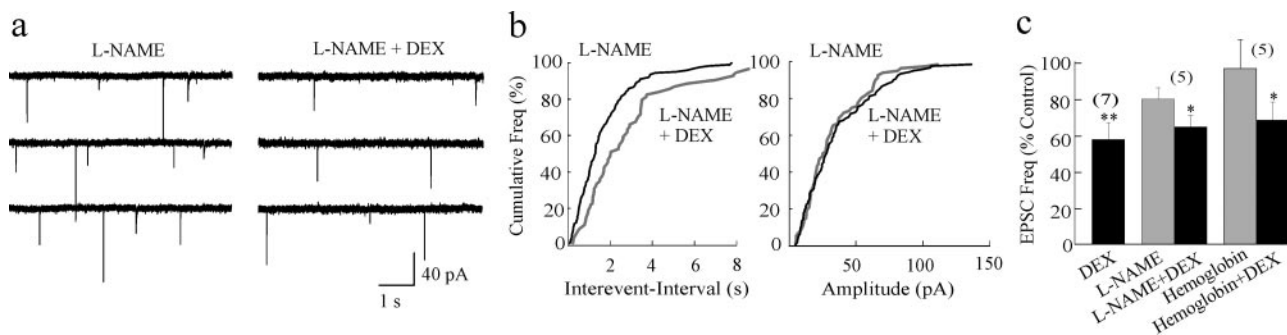 a
L-NAME
L-NAME + DEX
40 pA
1 s
b
L-NAME
L-NAME
+ DEX
Cumulative Freq (%)
100
80
60
40
20
0
2 4 6 8
Interevent-Interval (s)
L-NAME
L-NAME
+ DEX
100
80
60
40
20
0
50 100 150
Amplitude (pA)
c
EPSC Freq (% Control)
100
80
60
40
20
0
(7)
**
(5)
*
(5)
*
DEX
L-NAME
L-NAME+DEX
Hemoglobin
Hemoglobin+DEX